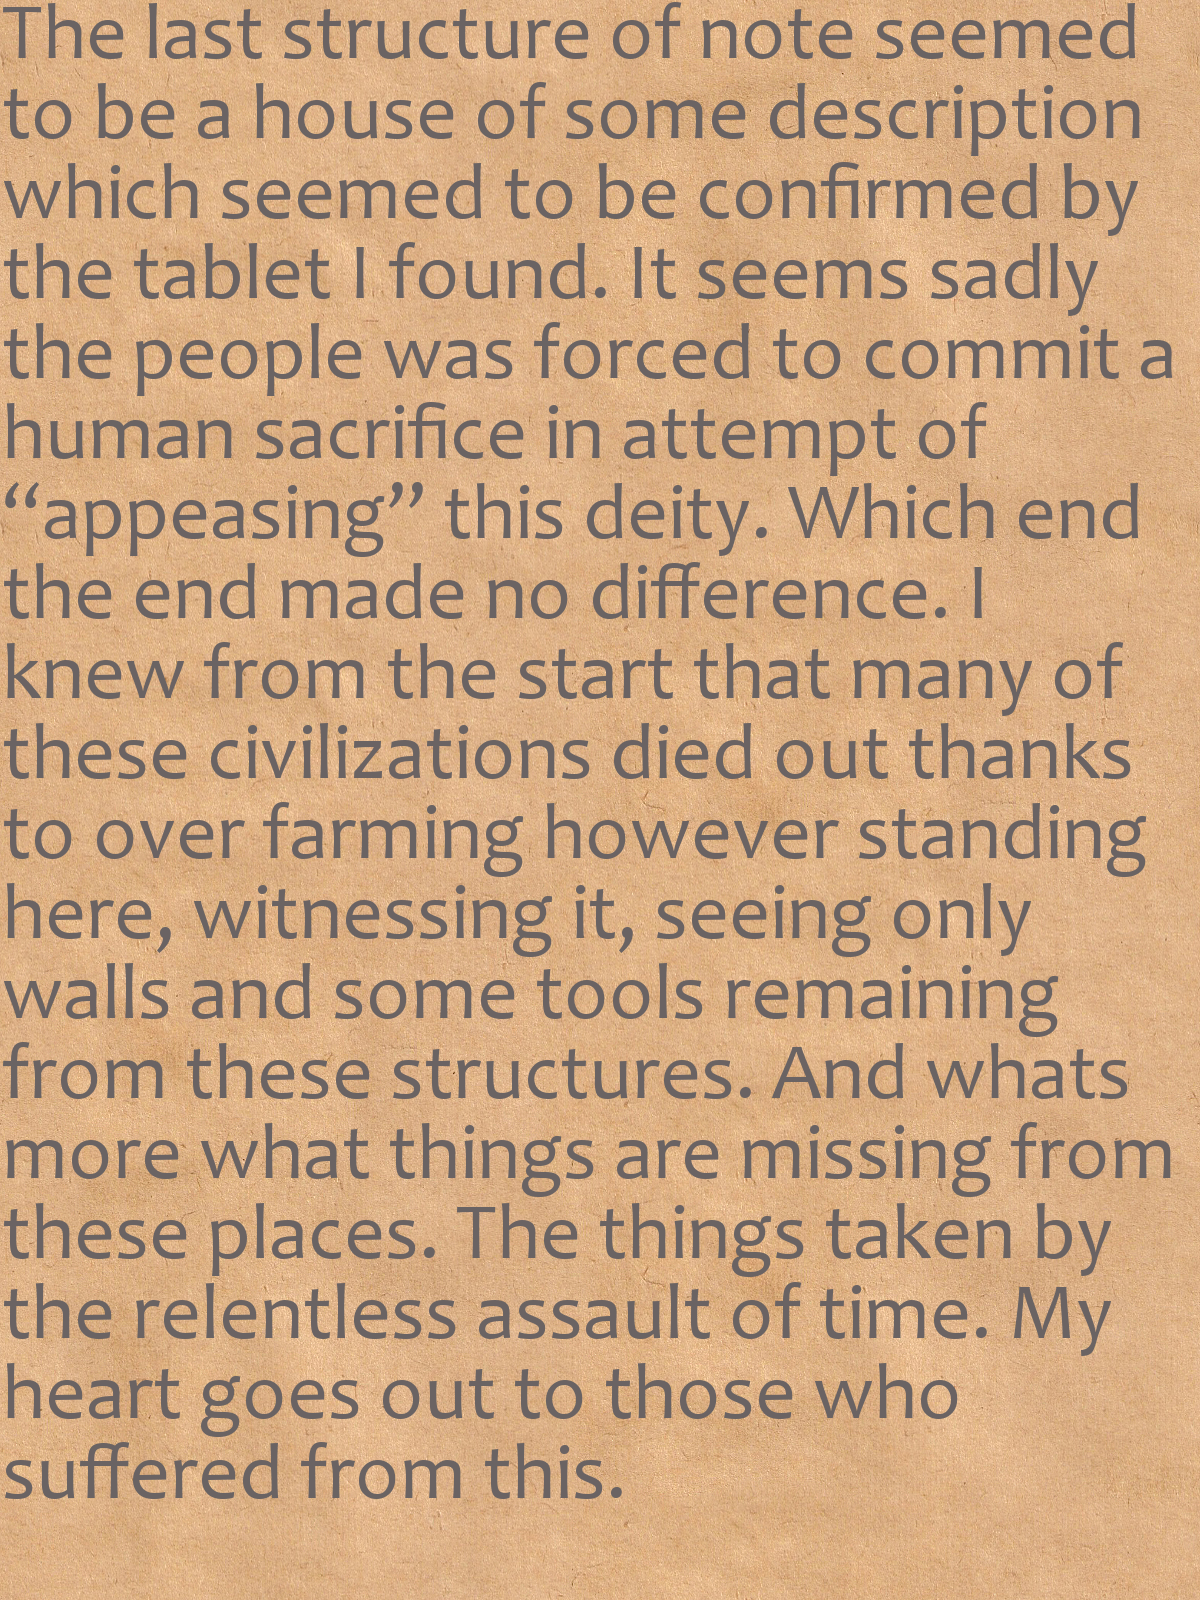 The last structure of note seemed
to be a house of some description
which seemed to be confirmed by
the tablet I found. It seems sadly
the people was forced to commit a
human sacrifice in attempt of
“appeasing” this deity. Which end
the end made no difference. I
knew from the start that many of
these civilizations died out thanks
to over farming however standing
here, witnessing it, seeing only
walls and some tools remaining
from these structures. And whats
more what things are missing from
these places. The things taken by
the relentless assault of time. My
heart goes out to those who
suffered from this.